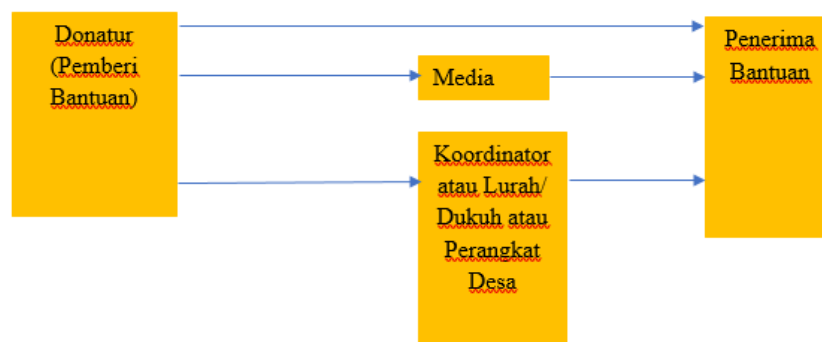 Donatur
(Pemberi
Bantuan)
Media
Koordinator
atau Lurah/
Dukuh atau
Perangkat
Desa
Penerima
Bantuan